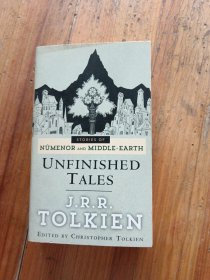 STORIES OF
NÚMENOR AND MIDDLE-EARTH
UNFINISHED
TALES
J.R.R.
TOLKIEN
EDITED BY CHRISTOPHER TOLKIEN